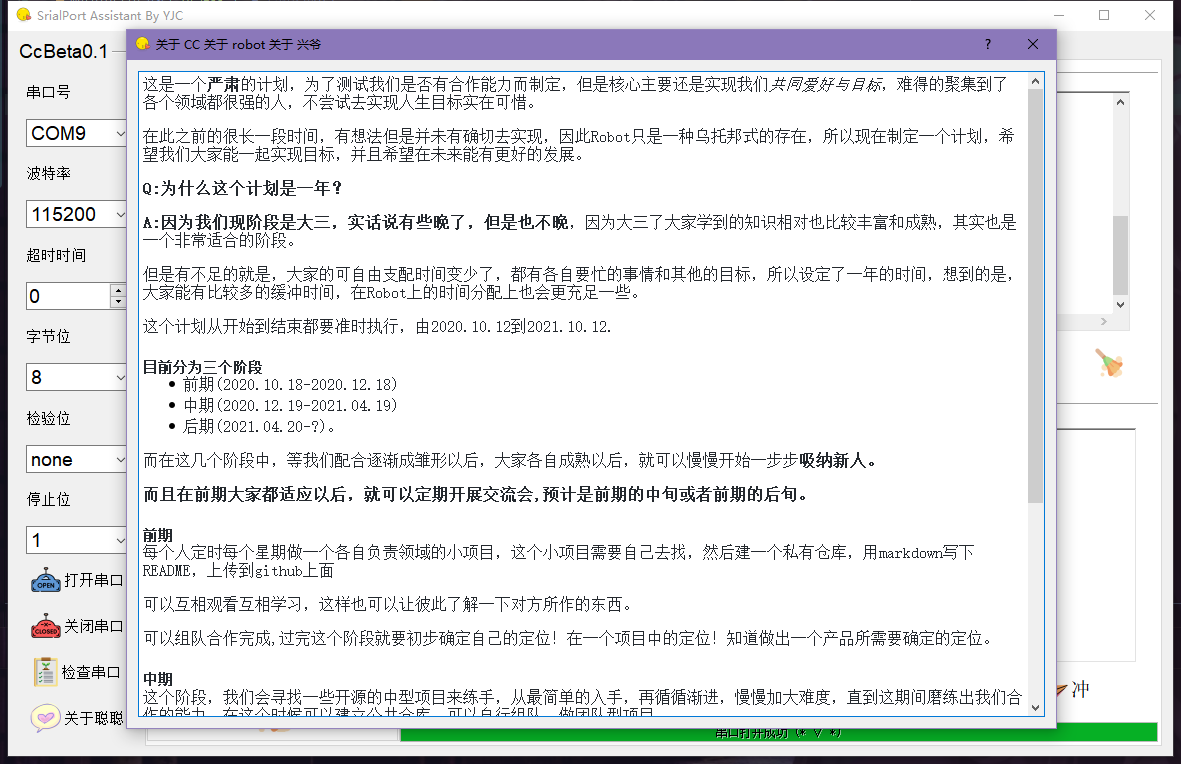 SrialPort Assistant By YJC
CcBeta0.1
串口号
COM9
波特率
115200
超时时间
0
字节位
8
检验位
none
停止位
1
打开串口
关闭串口
检查串口
关于聪聪
关于 CC 关于 robot 关于 兴爷
?
这是一个严肃的计划，为了测试我们是否有合作能力而制定，但是核心主要还是实现我们共同爱好与目标，难得的聚集到了
各个领域都很强的人，不尝试去实现人生目标实在可惜。
在此之前的很长一段时间，有想法但是并未有确切去实现，因此Robot只是一种乌托邦式的存在，所以现在制定一个计划，希
望我们大家能一起实现目标，并且希望在未来能有更好的发展。
Q:为什么这个计划是一年？
A:因为我们现阶段是大三，实话说有些晚了，但是也不晚，因为大三了大家学到的知识相对也比较丰富和成熟，其实也是
一个非常适合的阶段。
但是有不足的就是，大家的可自由支配时间变少了，都有各自要忙的事情和其他的目标，所以设定了一年的时间，想到的是，
大家能有比较多的缓冲时间，在Robot上的时间分配上也会更充足一些。
这个计划从开始到结束都要准时执行，由2020.10.12到2021.10.12.
目前分为三个阶段
• 前期(2020.10.18-2020.12.18)
• 中期(2020.12.19-2021.04.19)
• 后期(2021.04.20-?)。
而在这几个阶段中，等我们配合逐渐成雏形以后，大家各自成熟以后，就可以慢慢开始一步步吸纳新人。
而且在前期大家都适应以后，就可以定期开展交流会,预计是前期的中旬或者前期的后旬。
前期
每个人定时每个星期做一个各自负责领域的小项目，这个小项目需要自己去找，然后建一个私有仓库，用markdown写下
README，上传到github上面
可以互相观看互相学习，这样也可以让彼此了解一下对方所作的东西。
可以组队合作完成,过完这个阶段就要初步确定自己的定位！在一个项目中的定位！知道做出一个产品所需要确定的定位。
中期
这个阶段，我们会寻找一些开源的中型项目来练手，从最简单的入手，再循循渐进，慢慢加大难度，直到这期间磨练出我们合
作的能力，在这个时候可以建立公共仓库，可以自行组队，做团队型项目
冲
串口打开成功（* ▽ *）